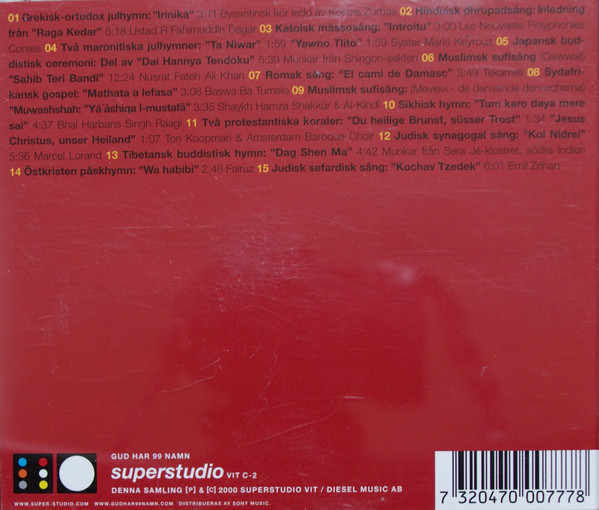 01 Grekisk-ortodox julhymn: "Irinika" 3:11 Bysantinsk kör ledd av Kostas Zorbas 02 Hinduisk dhrupadsång: Inledning
från "Raga Kedar" 5:18 Ustad R Fahimuddin Dagar 03 Katolsk mässosång: "Introitu" 3:00 Les Nouvelles Polyphonies
Corses 04 Två maronitiska julhymner: "Ta Niwar" 1:59 "Yawno Tlito" 1:59 Syster Marie Keyrouz 05 Japansk bud-
distisk ceremoni: Del av "Dai Hannya Tendoku" 5:39 Munkar från Shingon-sekten 06 Muslimsk sufisång (Qawwali)
"Sahib Teri Bandi" 12:24 Nusrat Fateh Ali Khan 07 Romsk sång: "El cami de Damasc" 3:49 Tekameli 08 Sydafri-
kansk gospel: "Mathata a lefasa" 3:08 Baswa Ba Tumelo 09 Muslimsk sufisång: (Mevlevi - de dansande dervischerna)
"Muwashshah: Yâ âshiqa l-mustafâ" 3:35 Shaykh Hamza Shakkûr & Al-Kindî 10 Sikhisk hymn: "Tum karo daya mere
sai" 4:37 Bhai Harbans Singh Raagi 11 Två protestantiska koraler: "Du heilige Brunst, süsser Trost" 1:34 "Jesus
Christus, unser Heiland" 1:07 Ton Koopman & Amsterdam Baroque Choir 12 Judisk synagogal sång: "Kol Nidrei"
5:36 Marcel Lorand 13 Tibetansk buddistisk hymn: "Dag Shen Ma" 4:42 Munkar från Sera Jé-klostret, södra Indien
14 Östkristen påskhymn: "Wa habibi" 2:46 Fairuz 15 Judisk sefardisk sång: "Kochav Tzedek" 6:01 Emil Zrihan
GUD HAR 99 NAMN
superstudio VIT C-2
DENNA SAMLING [P] & [C] 2000 SUPERSTUDIO VIT / DIESEL MUSIC AB
WWW.SUPER-STUDIO.COM WWW.GUDHAR99NAMN.COM DISTRIBUERAS AV SONY MUSIC.
7 320470 007778